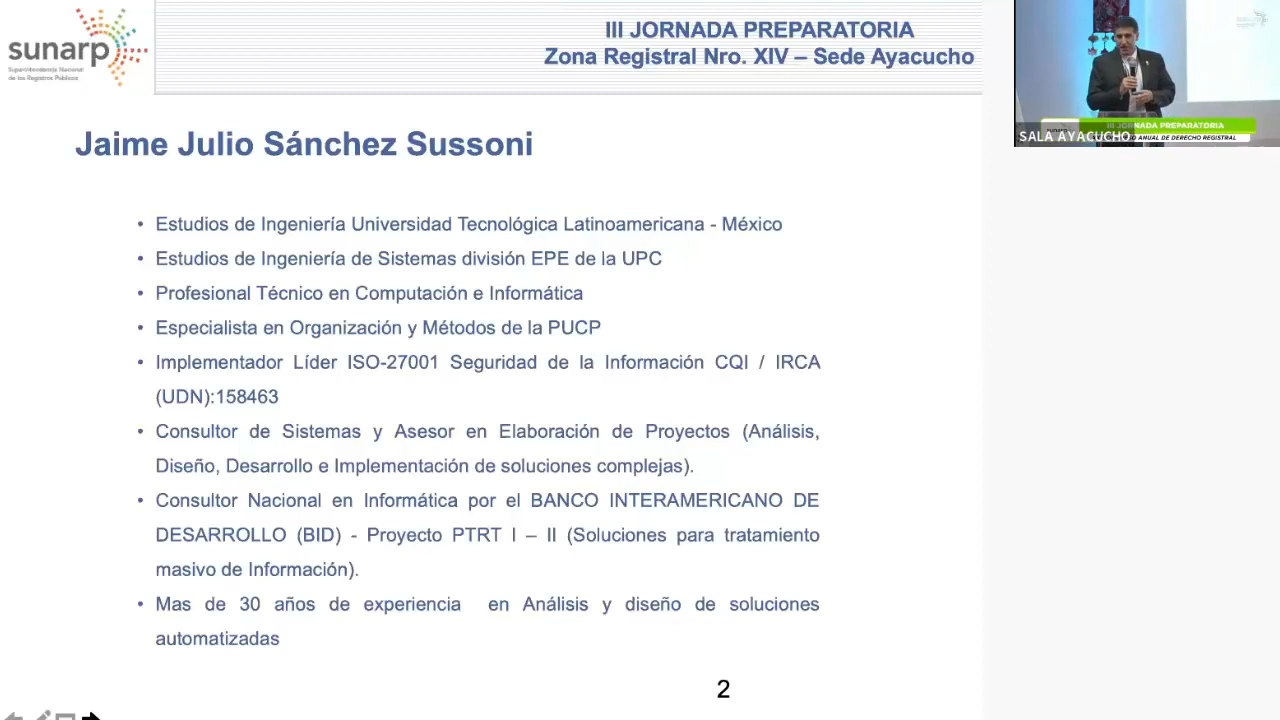 sunarp
Superintendencia Nacional
de los Registros Públicos
III JORNADA PREPARATORIA
Zona Registral Nro. XIV – Sede Ayacucho
Jaime Julio Sánchez Sussoni
• Estudios de Ingeniería Universidad Tecnológica Latinoamericana - México
• Estudios de Ingeniería de Sistemas división EPE de la UPC
• Profesional Técnico en Computación e Informática
• Especialista en Organización y Métodos de la PUCP
• Implementador Líder ISO-27001 Seguridad de la Información CQI / IRCA
(UDN):158463
• Consultor de Sistemas y Asesor en Elaboración de Proyectos (Análisis,
Diseño, Desarrollo e Implementación de soluciones complejas).
• Consultor Nacional en Informática por el BANCO INTERAMERICANO DE
DESARROLLO (BID) - Proyecto PTRT I – II (Soluciones para tratamiento
masivo de Información).
• Mas de 30 años de experiencia en Análisis y diseño de soluciones
automatizadas
2
III JORNADA PREPARATORIA
SALA AYACUCHO
ANUAL DE DERECHO REGISTRAL